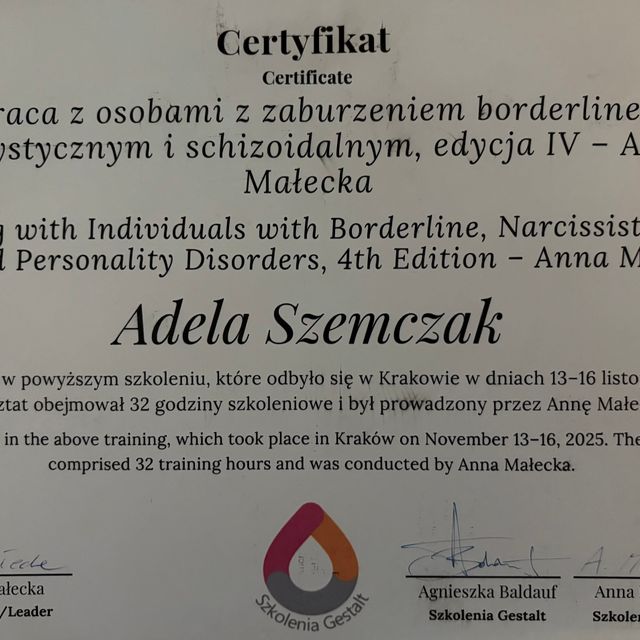 Certyfikat
Certificate
raca z osobami z zaburzeniem borderline
ystycznym i schizoidalnym, edycja IV – A
Małecka
g with Individuals with Borderline, Narcissist
d Personality Disorders, 4th Edition – Anna M
Adela Szemczak
w powyższym szkoleniu, które odbyło się w Krakowie w dniach 13–16 listo
ztat obejmował 32 godziny szkoleniowe i był prowadzony przez Annę Małe
in the above training, which took place in Kraków on November 13–16, 2025. The
comprised 32 training hours and was conducted by Anna Małecka.
Szkolenia Gestalt
ałecka
/Leader
Agnieszka Baldauf
Szkolenia Gestalt
Anna
Szkole